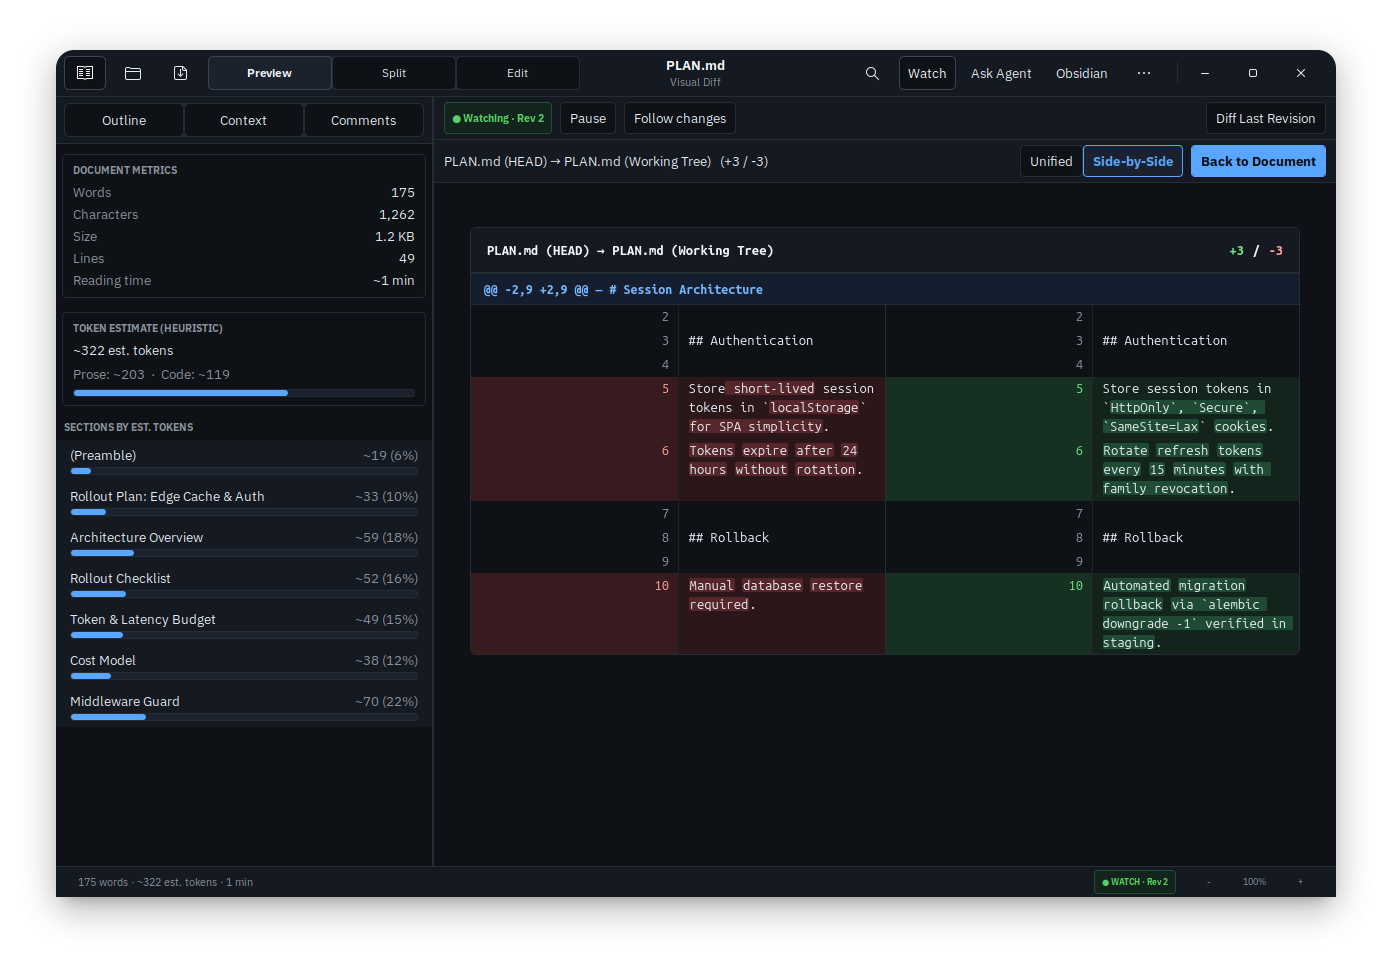 Preview
Split
Edit
PLAN.md
Visual Diff
Watch
Ask Agent
Obsidian
Outline
Context
Comments
Watching · Rev 2
Pause
Follow changes
Diff Last Revision
PLAN.md (HEAD) → PLAN.md (Working Tree) (+3 / -3)
Unified
Side-by-Side
Back to Document
DOCUMENT METRICS
Words 175
Characters 1,262
Size 1.2 KB
Lines 49
Reading time ~1 min
TOKEN ESTIMATE (HEURISTIC)
~322 est. tokens
Prose: ~203 · Code: ~119
SECTIONS BY EST. TOKENS
(Preamble) ~19 (6%)
Rollout Plan: Edge Cache & Auth ~33 (10%)
Architecture Overview ~59 (18%)
Rollout Checklist ~52 (16%)
Token & Latency Budget ~49 (15%)
Cost Model ~38 (12%)
Middleware Guard ~70 (22%)
PLAN.md (HEAD) → PLAN.md (Working Tree) +3 / -3
@@ -2,9 +2,9 @@ — # Session Architecture
2
3 ## Authentication
4
5 Store short-lived session
tokens in `localStorage`
for SPA simplicity.
6 Tokens expire after 24
hours without rotation.
7
8 ## Rollback
9
10 Manual database restore
required.
2
3 ## Authentication
4
5 Store session tokens in
`HttpOnly`, `Secure`,
`SameSite=Lax` cookies.
6 Rotate refresh tokens
every 15 minutes with
family revocation.
7
8 ## Rollback
9
10 Automated migration
rollback via `alembic
downgrade -1` verified in
staging.
175 words · ~322 est. tokens · 1 min
WATCH · Rev 2
- 100% +